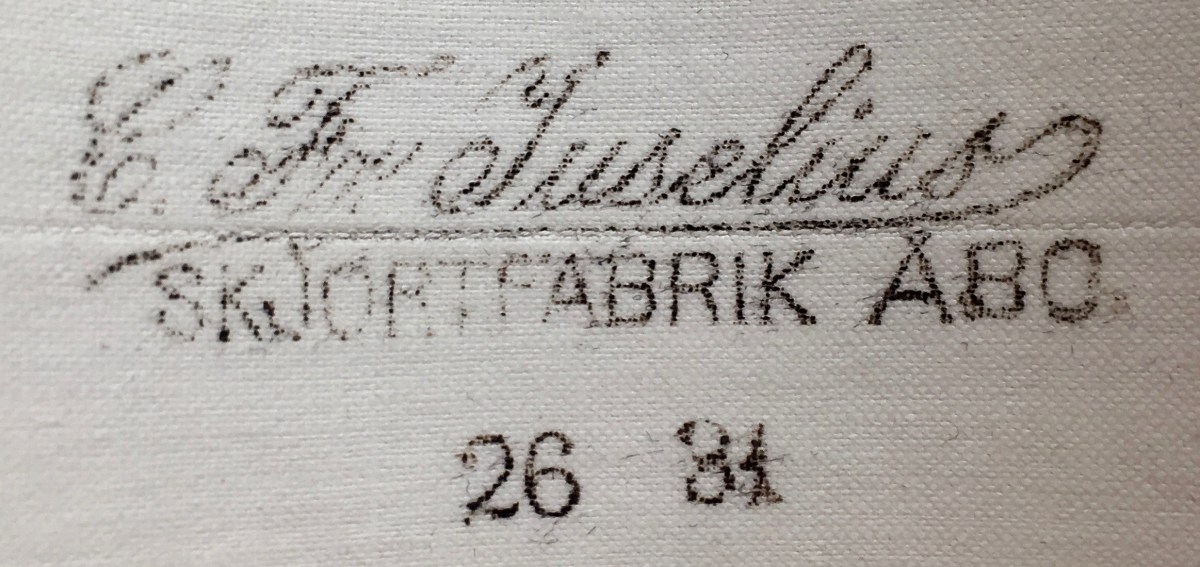 C. Fr. Juselius
SKJORTFABRIK ÅBO.
26